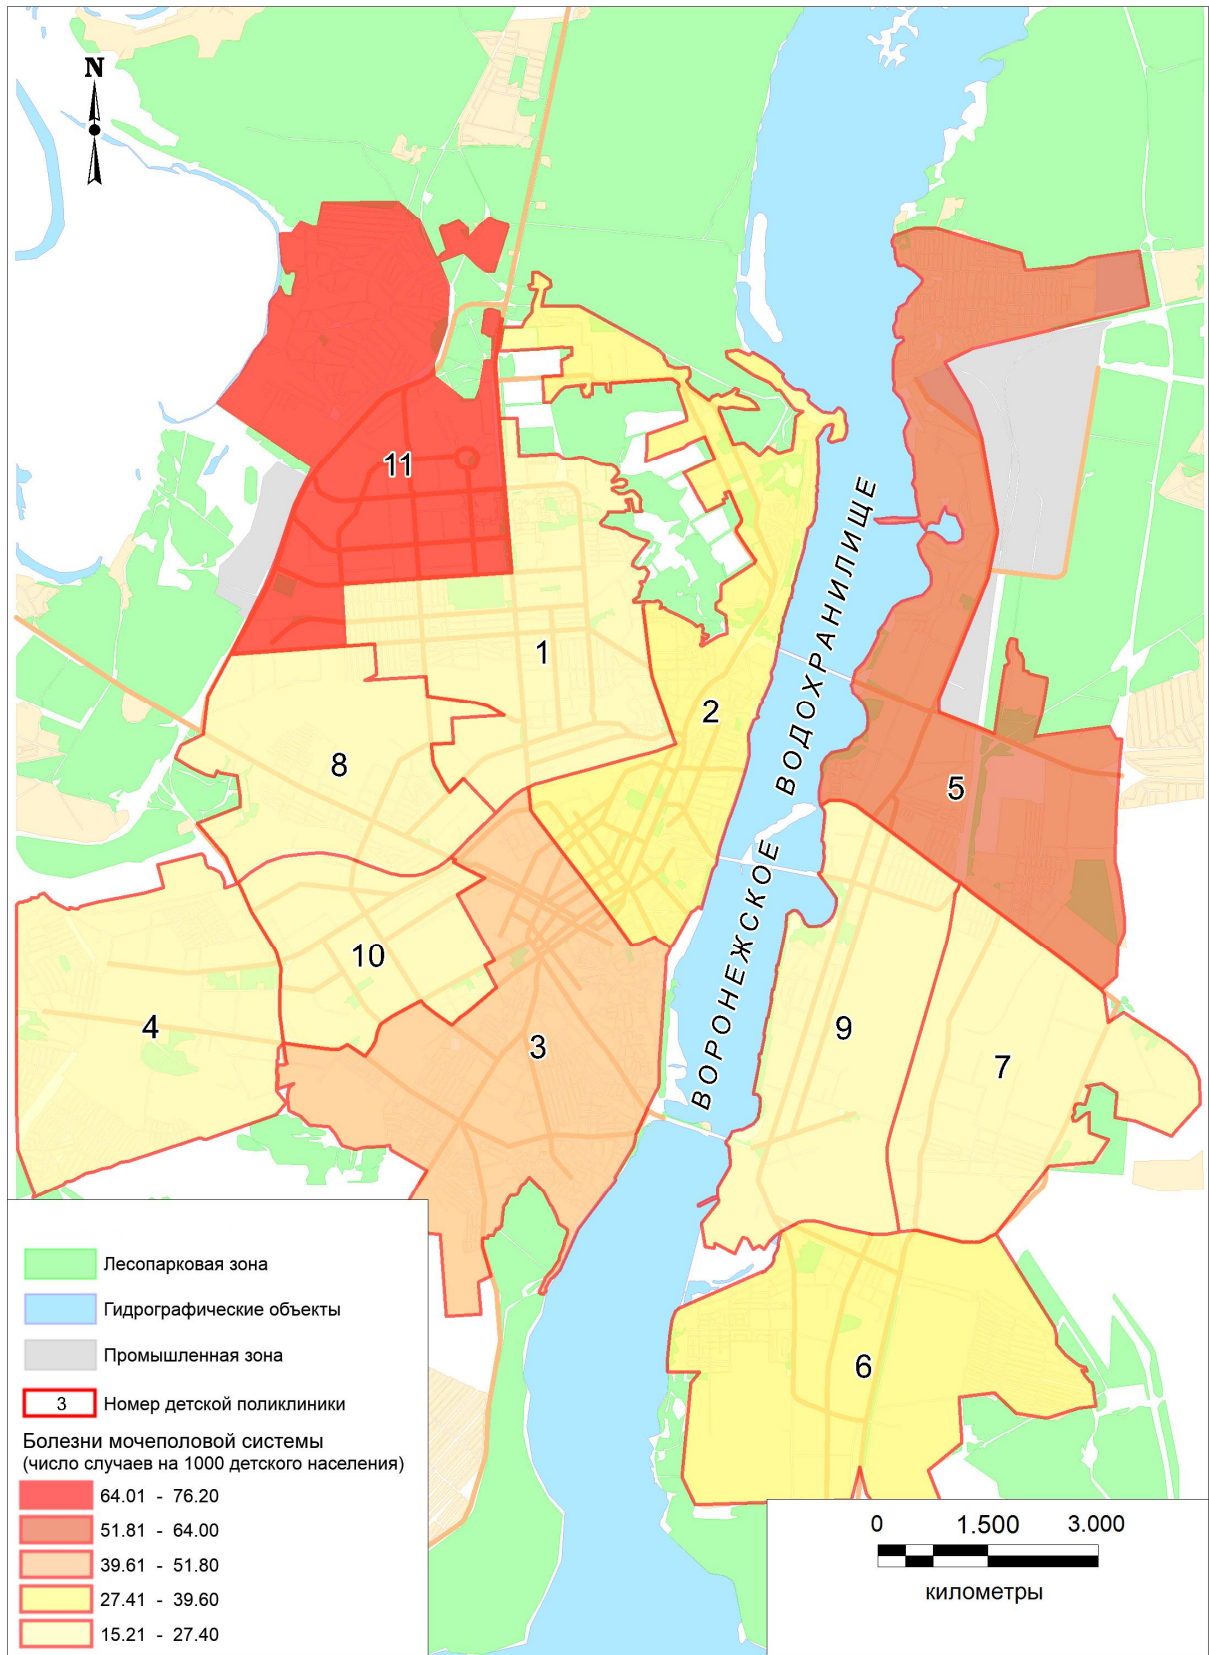 N
11
1
2
8
5
10
4
3
9
7
6
ВОРОНЕЖСКОЕ ВОДОХРАНИЛИЩЕ
Лесопарковая зона
Гидрографические объекты
Промышленная зона
3 Номер детской поликлиники
Болезни мочеполовой системы
(число случаев на 1000 детского населения)
64.01 - 76.20
51.81 - 64.00
39.61 - 51.80
27.41 - 39.60
15.21 - 27.40
0 1.500 3.000
километры